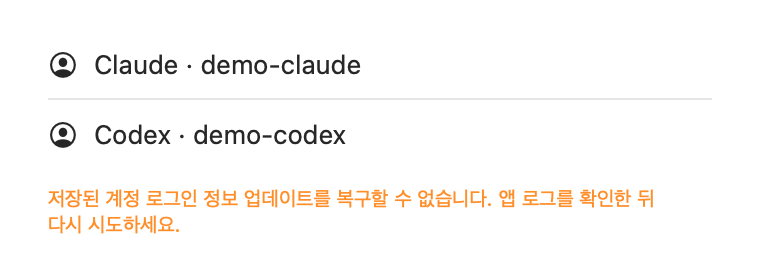 Claude · demo-claude
Codex · demo-codex
저장된 계정 로그인 정보 업데이트를 복구할 수 없습니다. 앱 로그를 확인한 뒤
다시 시도하세요.